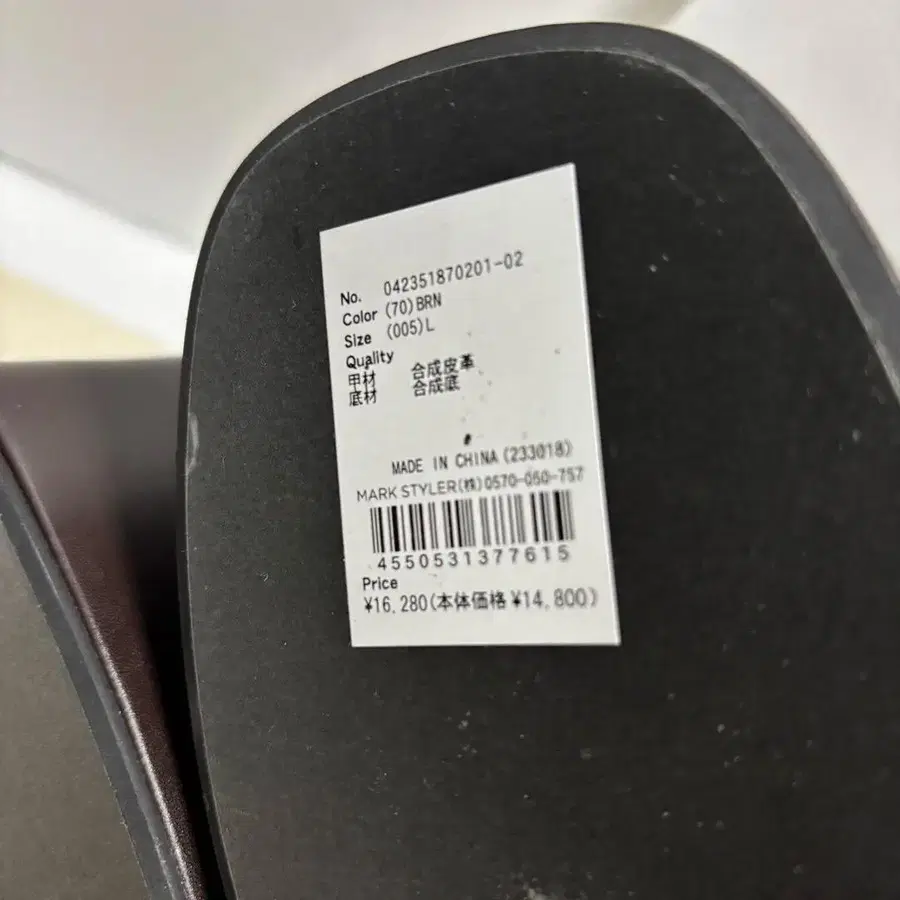 No. 042351870201-02
Color (70)BRN
Size (005)L
Quality
甲材 合成皮革
底材 合成底
MADE IN CHINA (233018)
MARK STYLER(株)0570-050-757
4550531377615
Price
¥16,280(本体価格 ¥14,800)